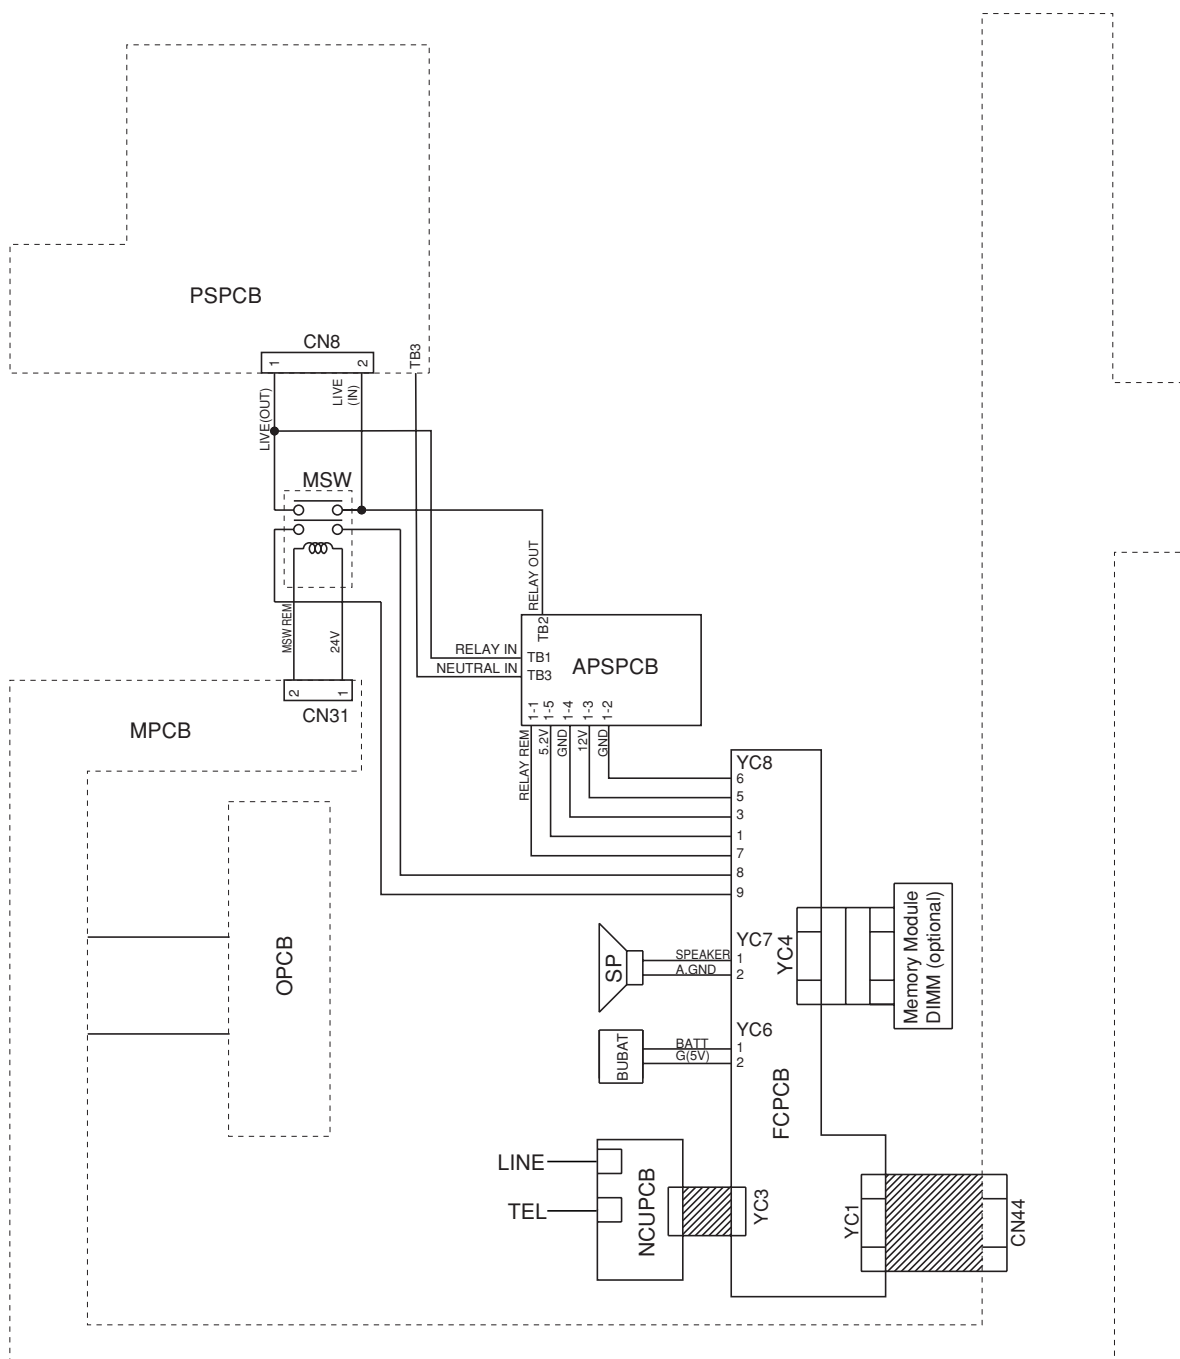 PSPCB
CN8
1
2
TB3
LIVE(OUT)
LIVE
(IN)
MSW
RELAY OUT
MSW REM
24V
TB2
RELAY IN
TB1
NEUTRAL IN
TB3
APSPCB
2
1
CN31
MPCB
1-1
1-5
1-4
1-3
1-2
RELAY REM
5.2V
GND
12V
GND
YC8
6
5
3
1
7
8
9
OPCB
SP
SPEAKER
A.GND
YC7
1
2
YC4
Memory Module
DIMM (optional)
BUBAT
BATT
G(5V)
YC6
1
2
FCPCB
LINE
TEL
NCUPCB
YC3
YC1
CN44